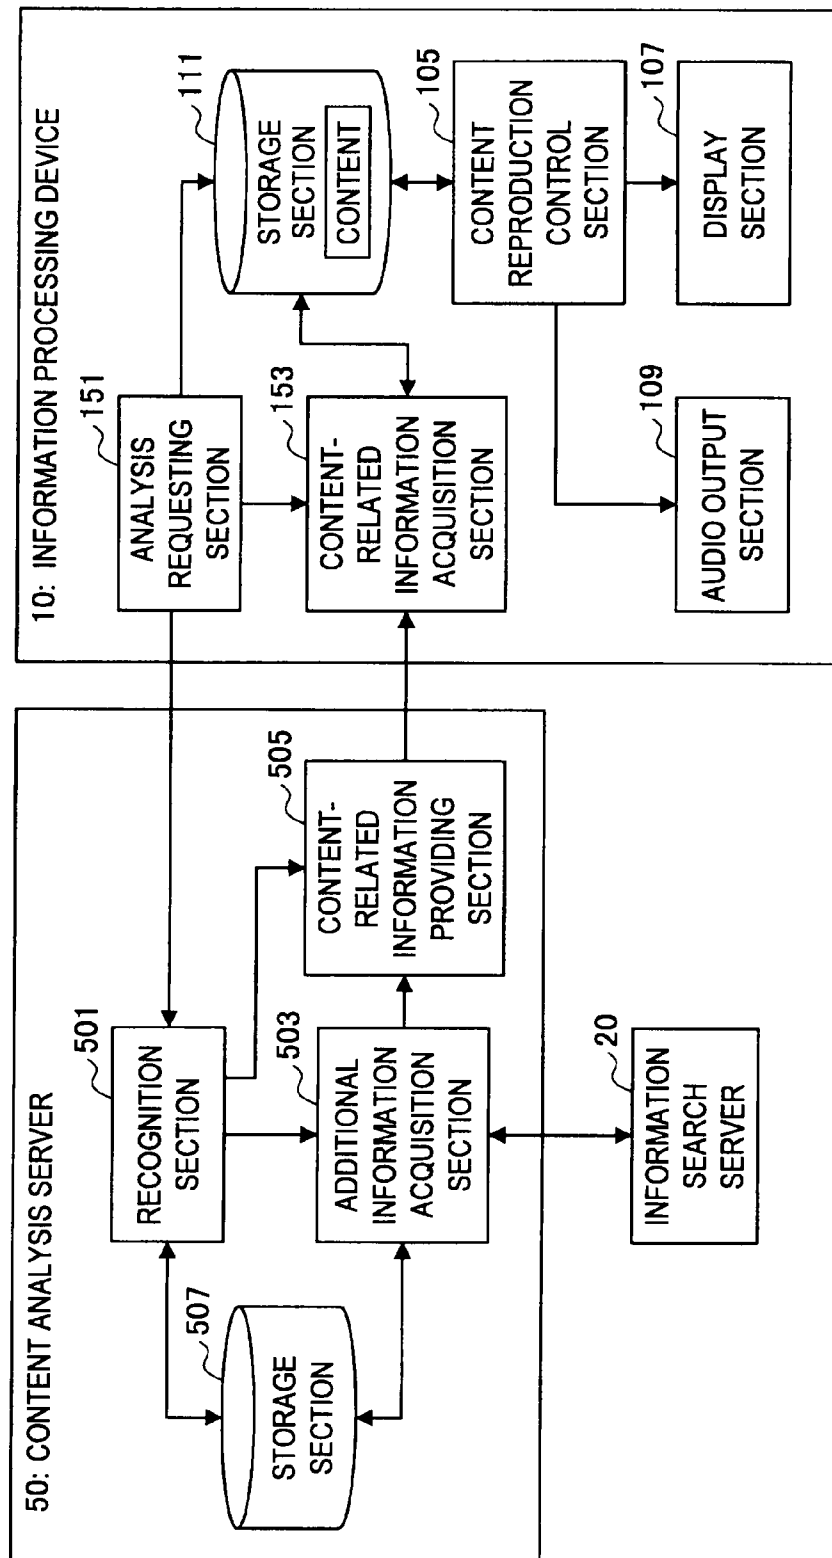 50: CONTENT ANALYSIS SERVER
507
STORAGE
SECTION
501
RECOGNITION
SECTION
503
ADDITIONAL
INFORMATION
ACQUISITION
SECTION
505
CONTENT-
RELATED
INFORMATION
PROVIDING
SECTION
20
INFORMATION
SEARCH
SERVER
10: INFORMATION PROCESSING DEVICE
151
ANALYSIS
REQUESTING
SECTION
153
CONTENT-
RELATED
INFORMATION
ACQUISITION
SECTION
111
STORAGE
SECTION
CONTENT
105
CONTENT
REPRODUCTION
CONTROL
SECTION
109
AUDIO OUTPUT
SECTION
107
DISPLAY
SECTION